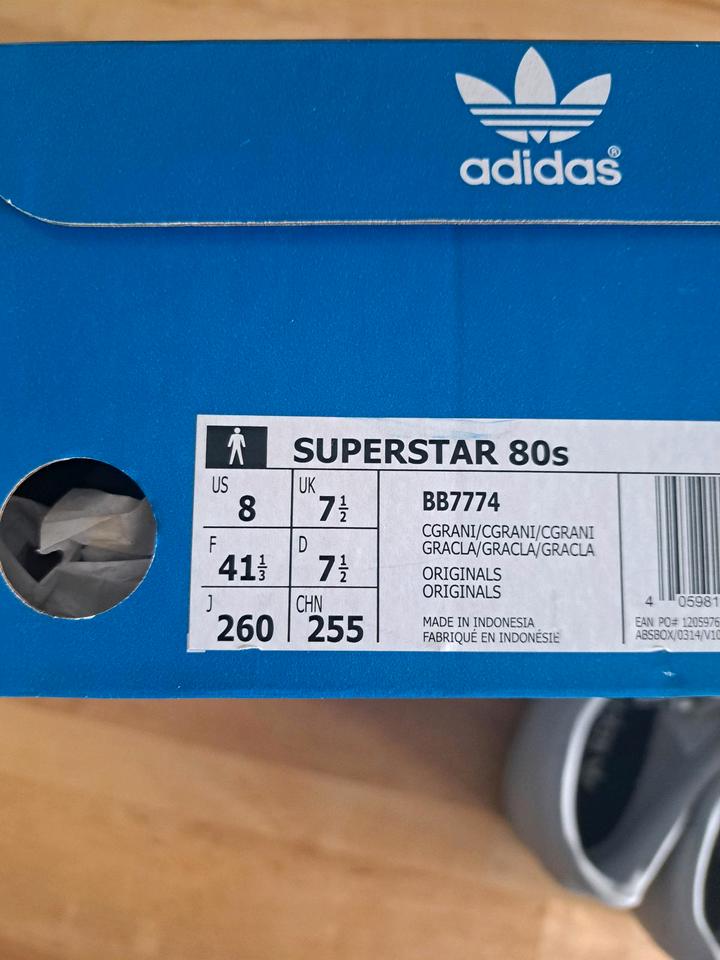 adidas®
SUPERSTAR 80s
US 8
UK 7½
F 41⅓
D 7½
J 260
CHN 255
BB7774
CGRANI/CGRANI/CGRANI
GRACLA/GRACLA/GRACLA
ORIGINALS
ORIGINALS
MADE IN INDONESIA
FABRIQUÉ EN INDONÉSIE
4 05981
EAN PO# 1205976
ABSBOX/0314/V10